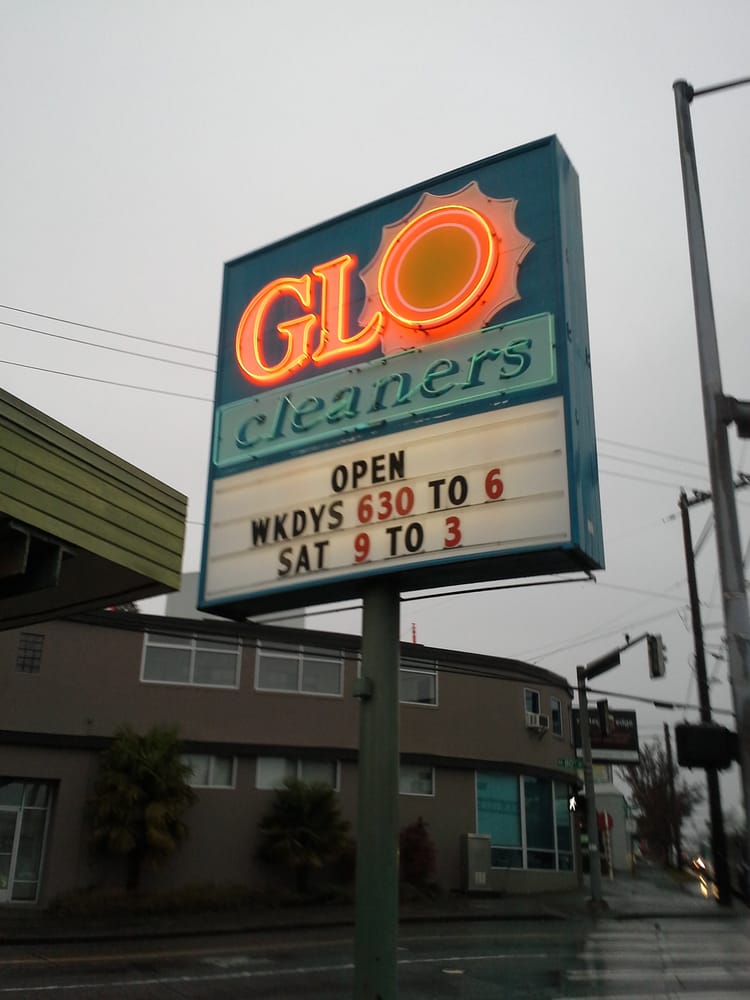 GLO
cleaners
OPEN
WKDYS 630 TO 6
SAT 9 TO 3